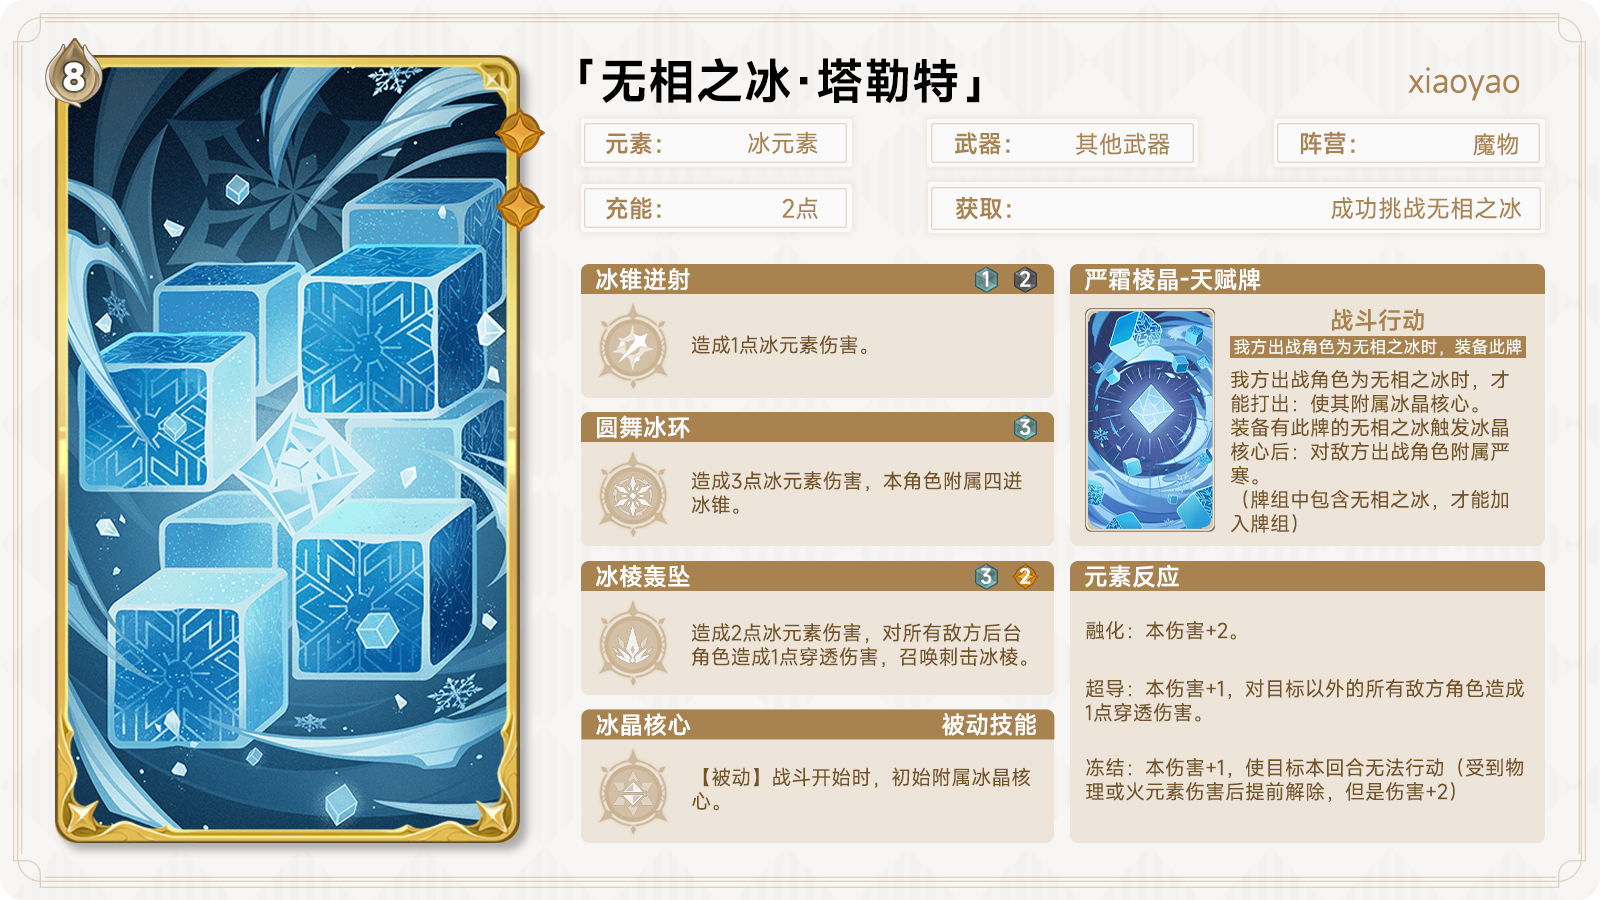 8
「无相之冰·塔勒特」
xiaoyao
元素： 冰元素
武器： 其他武器
阵营： 魔物
充能： 2点
获取： 成功挑战无相之冰
冰锥迸射 1 2
造成1点冰元素伤害。
圆舞冰环 3
造成3点冰元素伤害，本角色附属四迸
冰锥。
冰棱轰坠 3 2
造成2点冰元素伤害，对所有敌方后台
角色造成1点穿透伤害，召唤刺击冰棱。
冰晶核心 被动技能
【被动】战斗开始时，初始附属冰晶核
心。
严霜棱晶-天赋牌
战斗行动
我方出战角色为无相之冰时，装备此牌
我方出战角色为无相之冰时，才
能打出：使其附属冰晶核心。
装备有此牌的无相之冰触发冰晶
核心后：对敌方出战角色附属严
寒。
（牌组中包含无相之冰，才能加
入牌组）
元素反应
融化：本伤害+2。
超导：本伤害+1，对目标以外的所有敌方角色造成
1点穿透伤害。
冻结：本伤害+1，使目标本回合无法行动（受到物
理或火元素伤害后提前解除，但是伤害+2）